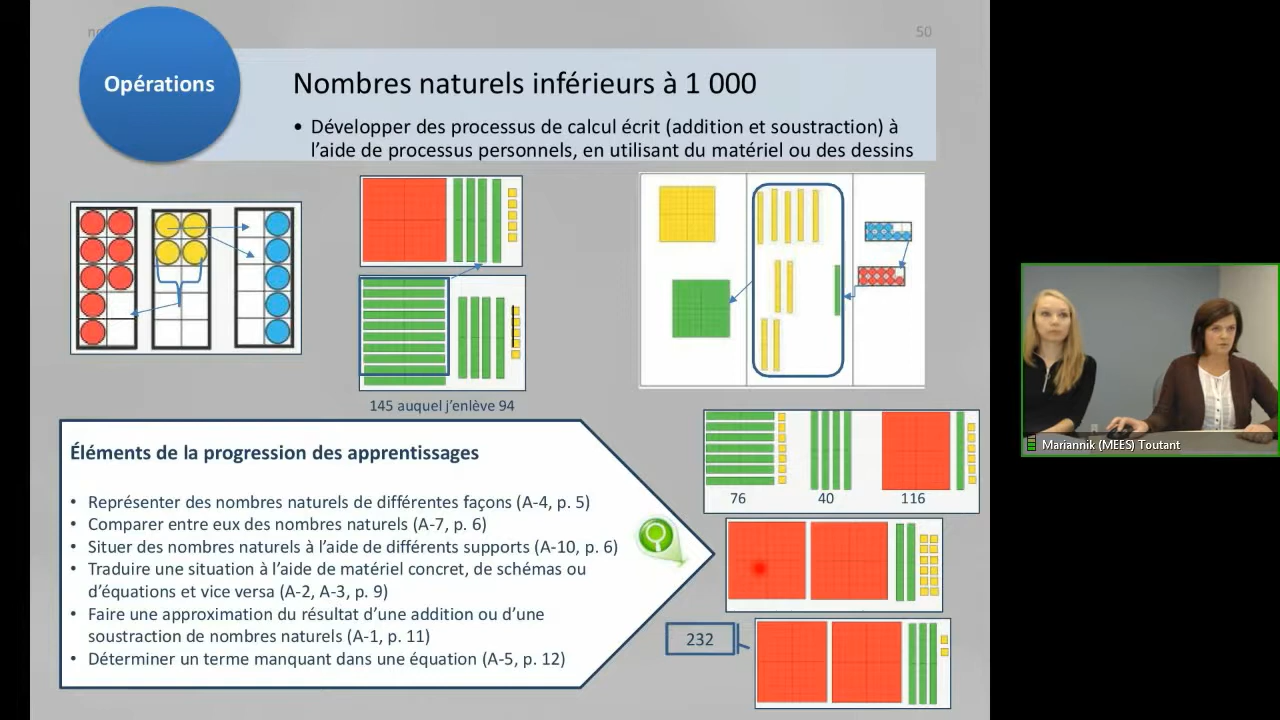 50
Opérations
Nombres naturels inférieurs à 1 000
• Développer des processus de calcul écrit (addition et soustraction) à
l'aide de processus personnels, en utilisant du matériel ou des dessins
145 auquel j'enlève 94
Éléments de la progression des apprentissages
• Représenter des nombres naturels de différentes façons (A-4, p. 5)
• Comparer entre eux des nombres naturels (A-7, p. 6)
• Situer des nombres naturels à l'aide de différents supports (A-10, p. 6)
• Traduire une situation à l'aide de matériel concret, de schémas ou
d'équations et vice versa (A-2, A-3, p. 9)
• Faire une approximation du résultat d'une addition ou d'une
soustraction de nombres naturels (A-1, p. 11)
• Déterminer un terme manquant dans une équation (A-5, p. 12)
76 40 116
232
Mariannik (MEES) Toutant